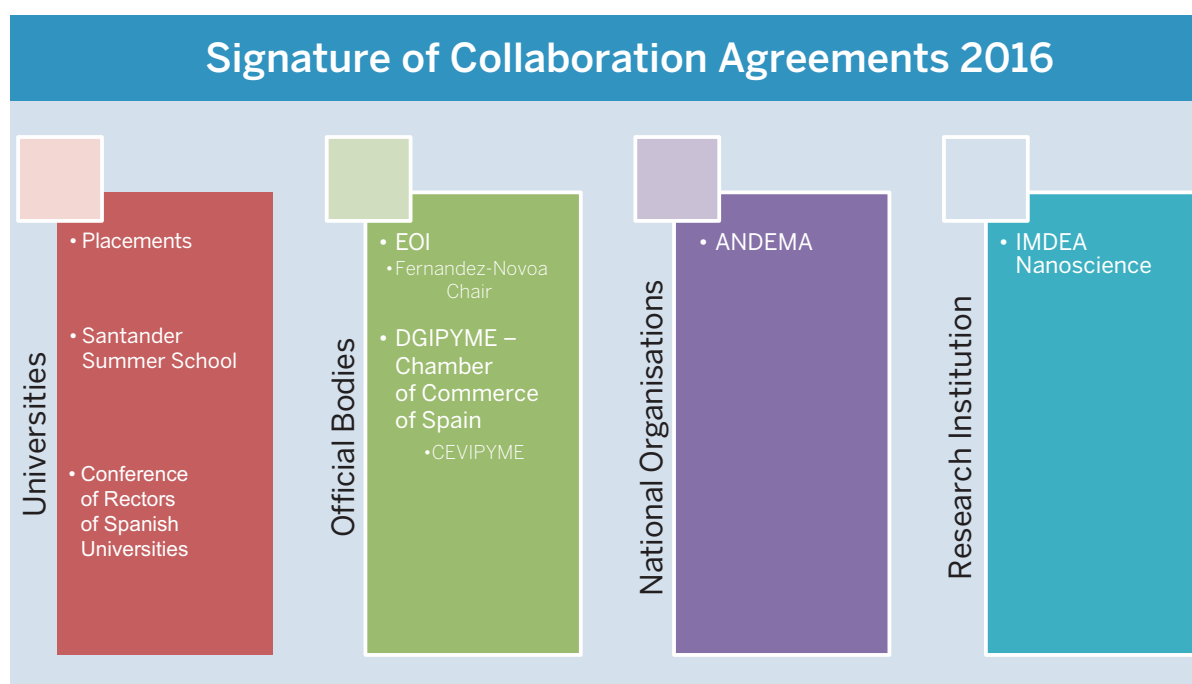 Signature of Collaboration Agreements 2016
Universities
• Placements
• Santander
Summer School
• Conference
of Rectors
of Spanish
Universities
Official Bodies
• EOI
•Fernandez-Novoa
Chair
• DGIPYME –
Chamber
of Commerce
of Spain
•CEVIPYME
National Organisations
• ANDEMA
Research Institution
• IMDEA
Nanoscience